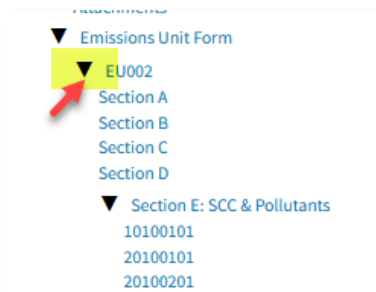 Attachments
Emissions Unit Form
EU002
Section A
Section B
Section C
Section D
Section E: SCC & Pollutants
10100101
20100101
20100201